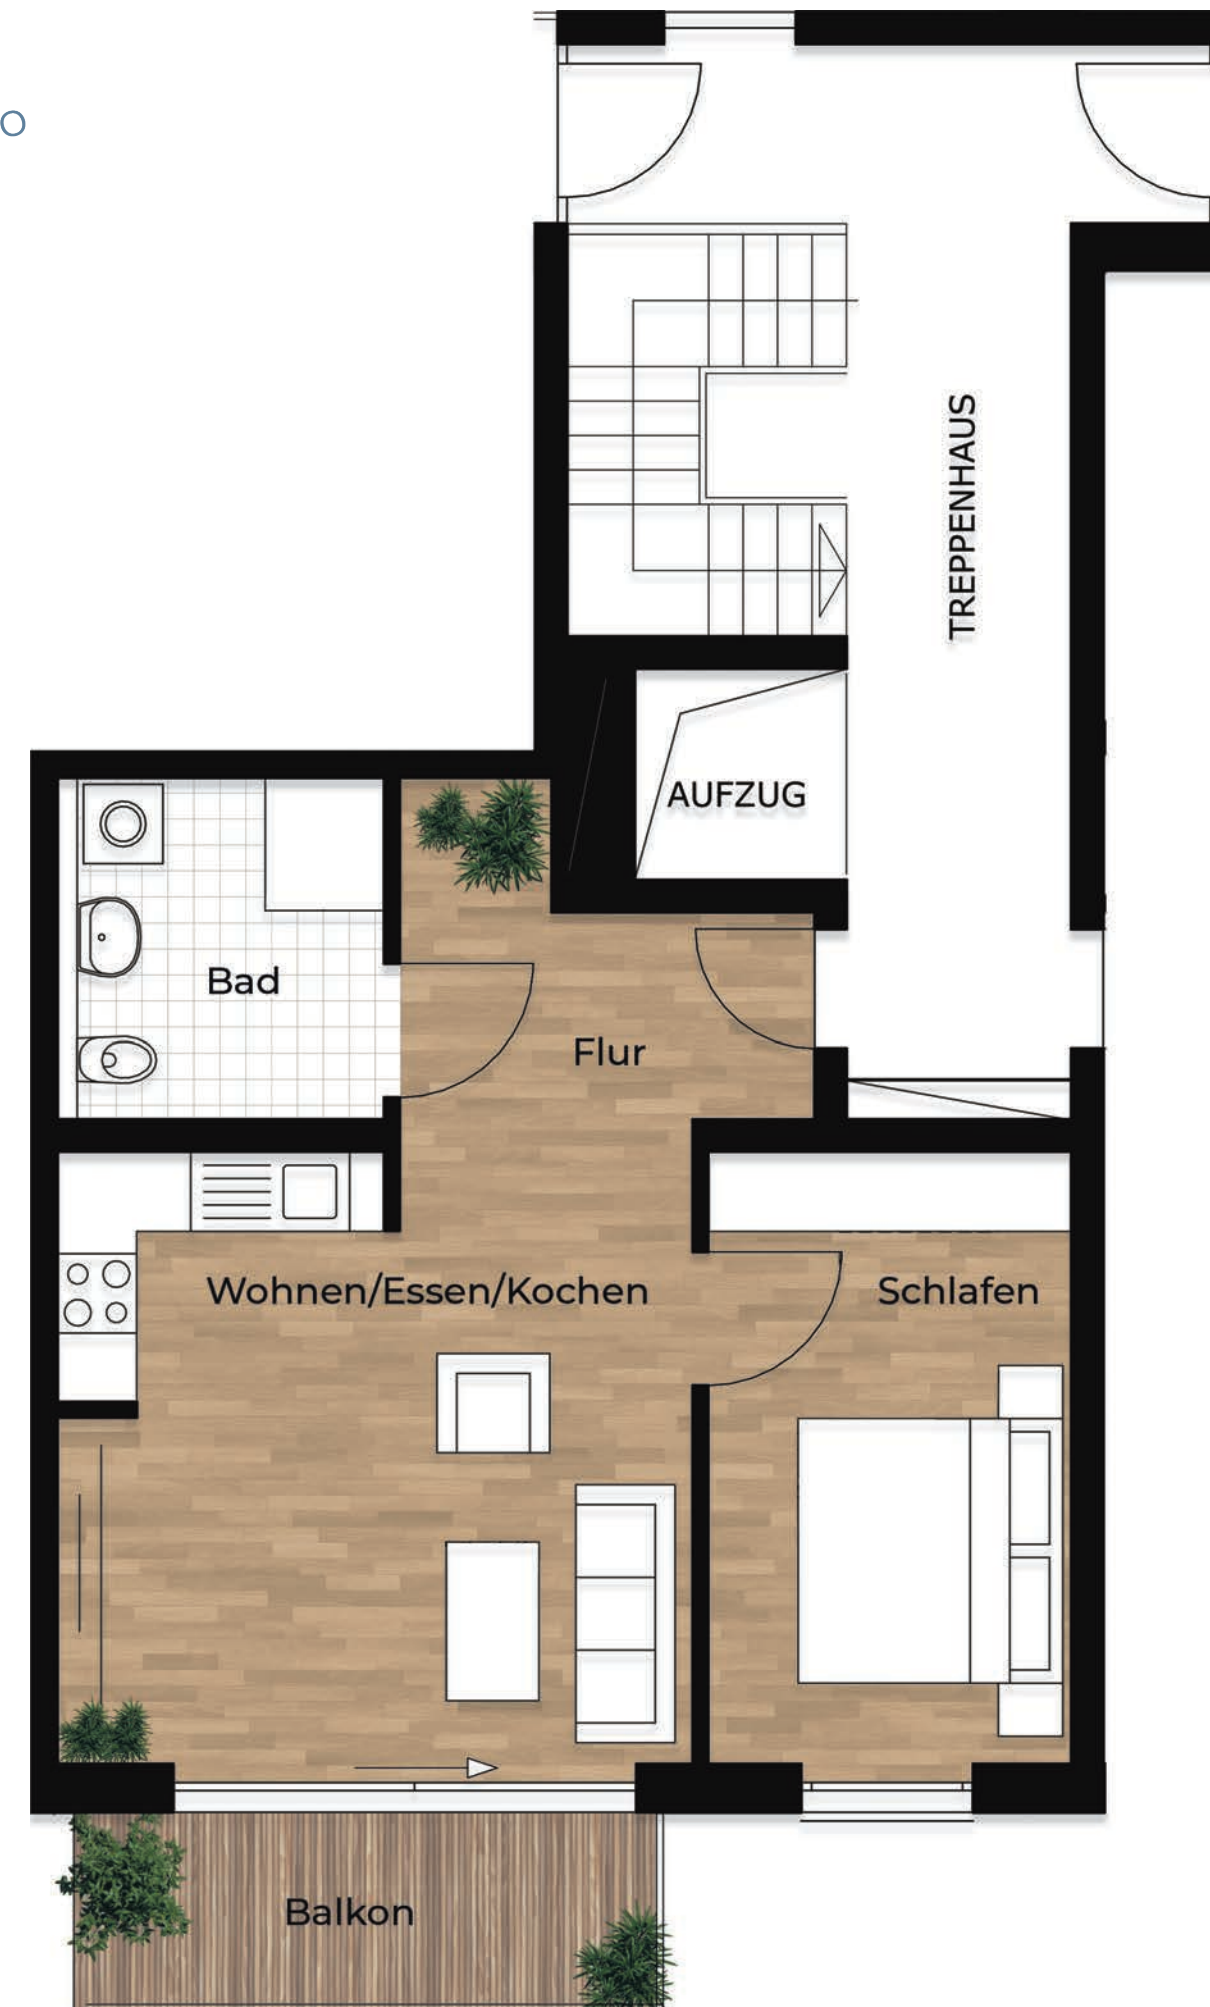 O
TREPPENHAUS
AUFZUG
Bad
Flur
Wohnen/Essen/Kochen
Schlafen
Balkon